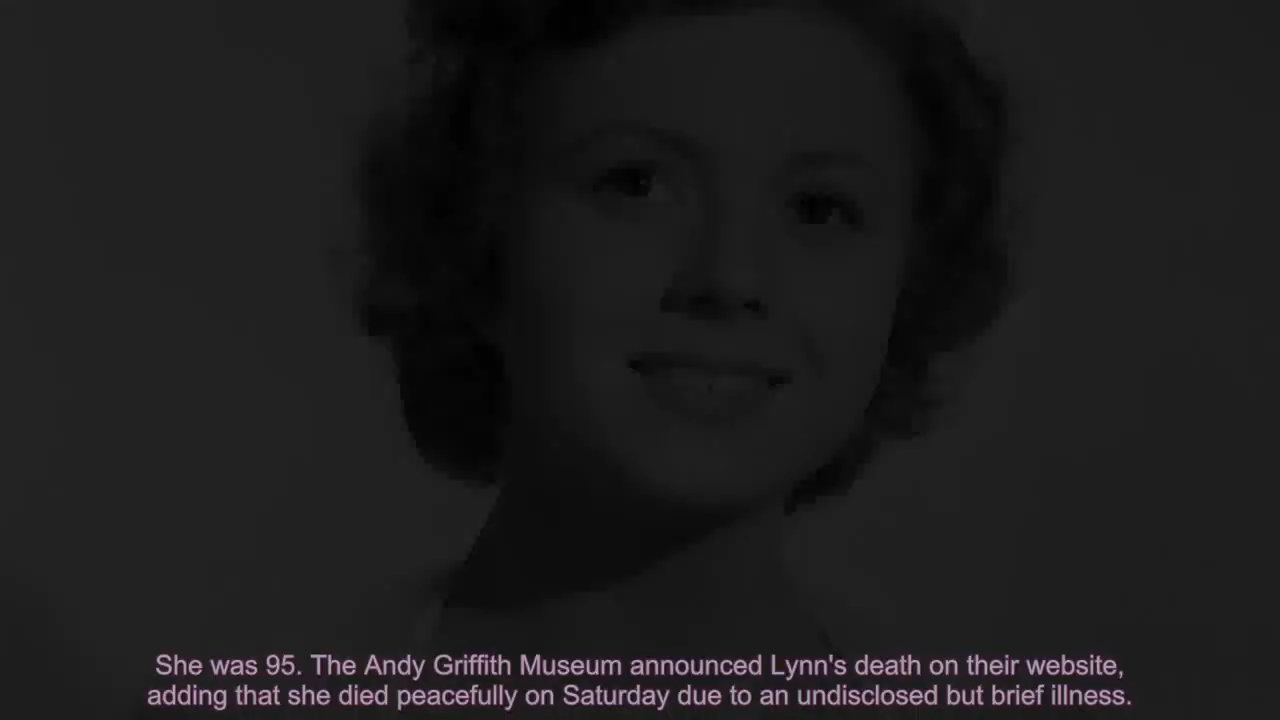 She was 95. The Andy Griffith Museum announced Lynn's death on their website,
adding that she died peacefully on Saturday due to an undisclosed but brief illness.